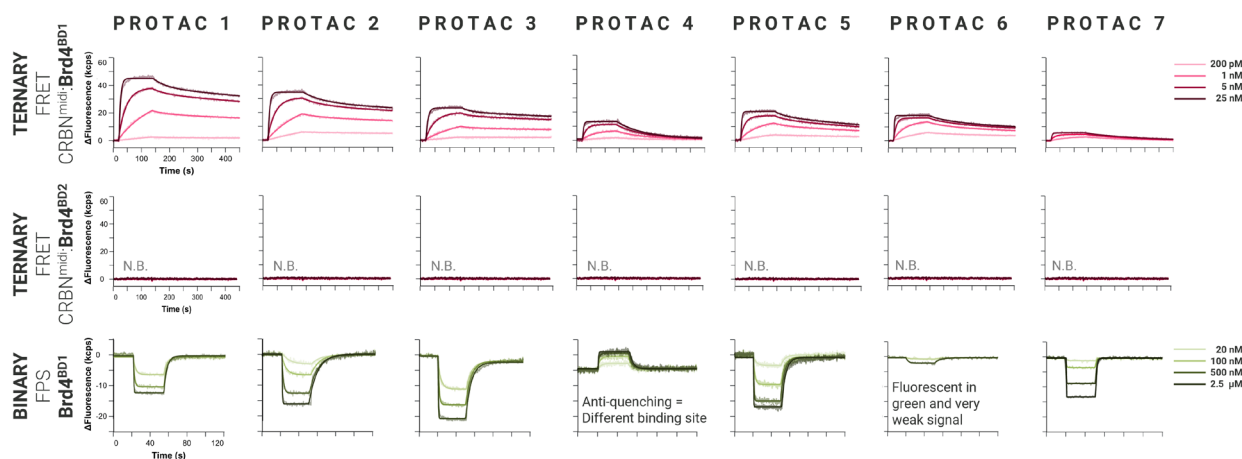 PROTAC 1 PROTAC 2 PROTAC 3 PROTAC 4 PROTAC 5 PROTAC 6 PROTAC 7
TERNARY
FRET
CRBNmidi:Brd4BD1
ΔFluorescence (kcps)
60
40
20
0
0 100 200 300 400
Time (s)
200 pM
1 nM
5 nM
25 nM
TERNARY
FRET
CRBNmidi:Brd4BD2
ΔFluorescence (kcps)
60
40
20
0
N.B. N.B. N.B. N.B. N.B. N.B. N.B.
0 100 200 300 400
Time (s)
BINARY
FPS
Brd4BD1
ΔFluorescence (kcps)
0
-10
-20
0 40 60 80 120
Time (s)
Anti-quenching =
Different binding site
Fluorescent in
green and very
weak signal
20 nM
100 nM
500 nM
2.5 µM